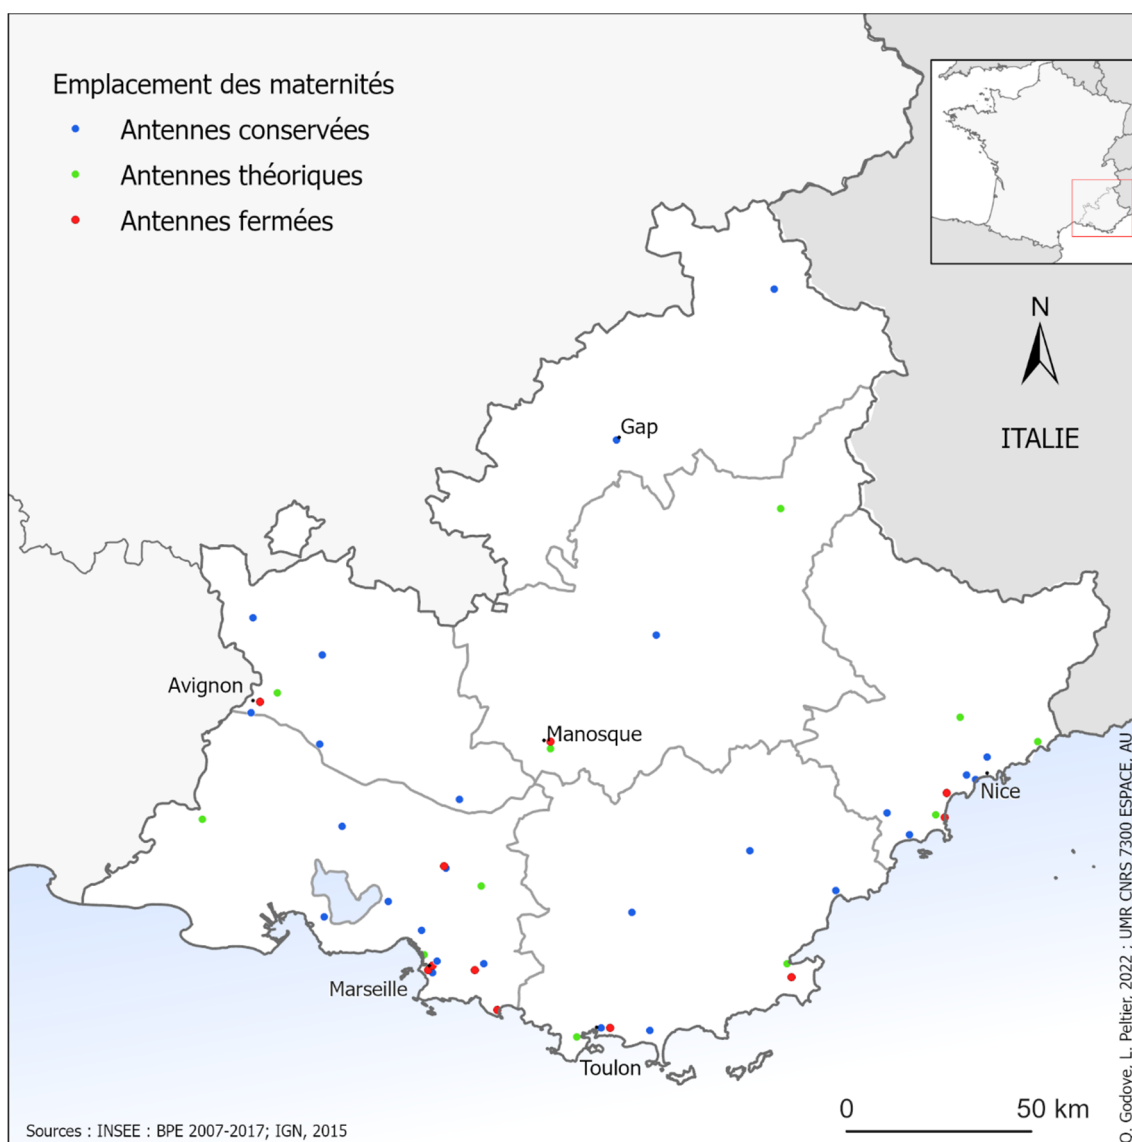 Emplacement des maternités
Antennes conservées
Antennes théoriques
Antennes fermées
N
Gap
ITALIE
Avignon
Manosque
Nice
Marseille
Toulon
0 50 km
Sources : INSEE : BPE 2007-2017; IGN, 2015
O. Godoye, L. Peltier, 2022 ; UMR CNRS 7300 ESPACE, AU